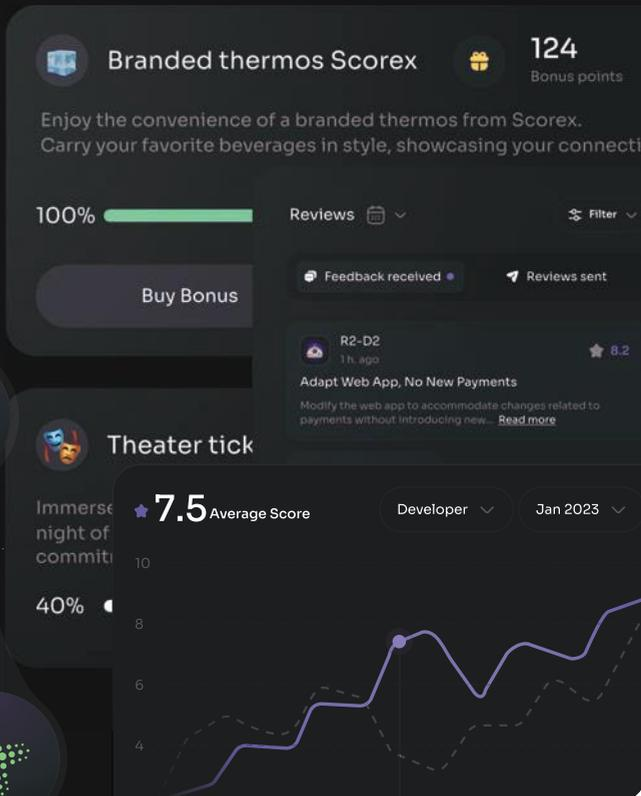 Branded thermos Scorex
124
Bonus points
Enjoy the convenience of a branded thermos from Scorex.
Carry your favorite beverages in style, showcasing your connecti
100%
Buy Bonus
Reviews
Filter
Feedback received
Reviews sent
R2-D2
1 h. ago
8.2
Adapt Web App, No New Payments
Modify the web app to accommodate changes related to
payments without introducing new... Read more
Theater tick
Immerse
night of
commit
40%
7.5 Average Score
Developer
Jan 2023
10
8
6
4